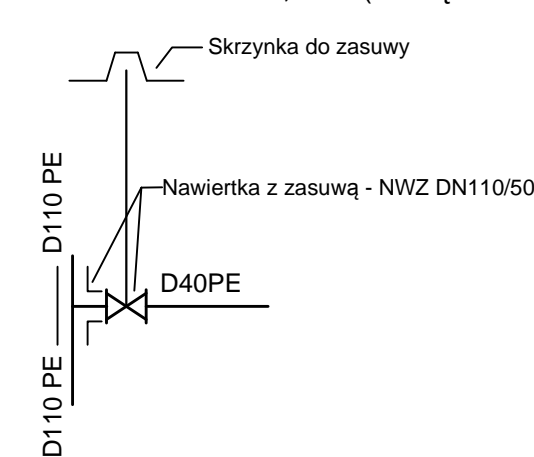 Skrzynka do zasuwy
D110 PE
Nawiertka z zasuwą - NWZ DN110/50
D40PE
D110 PE